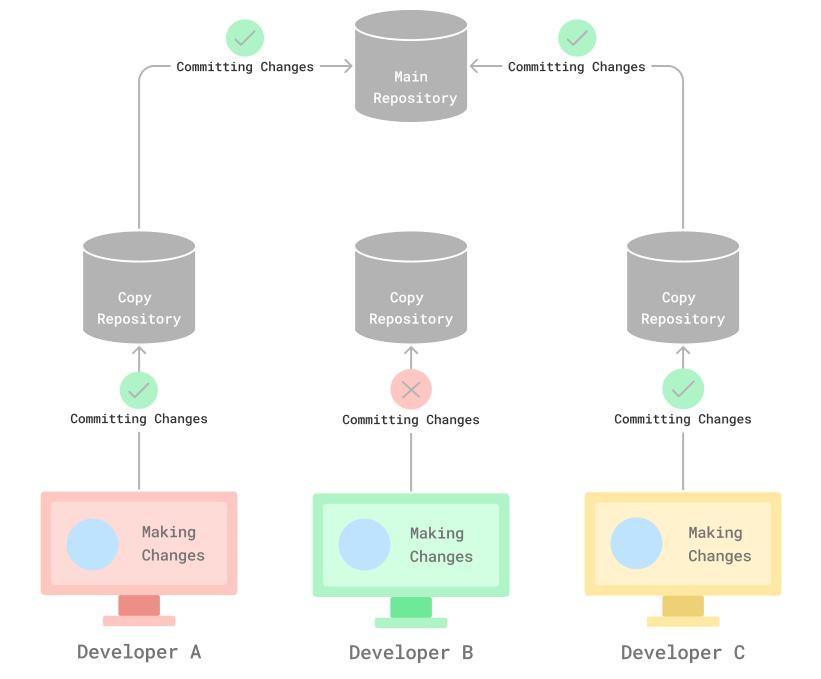 Committing Changes
Committing Changes
Main
Repository
Copy
Repository
Copy
Repository
Copy
Repository
Committing Changes
Committing Changes
Committing Changes
Making
Changes
Making
Changes
Making
Changes
Developer A
Developer B
Developer C